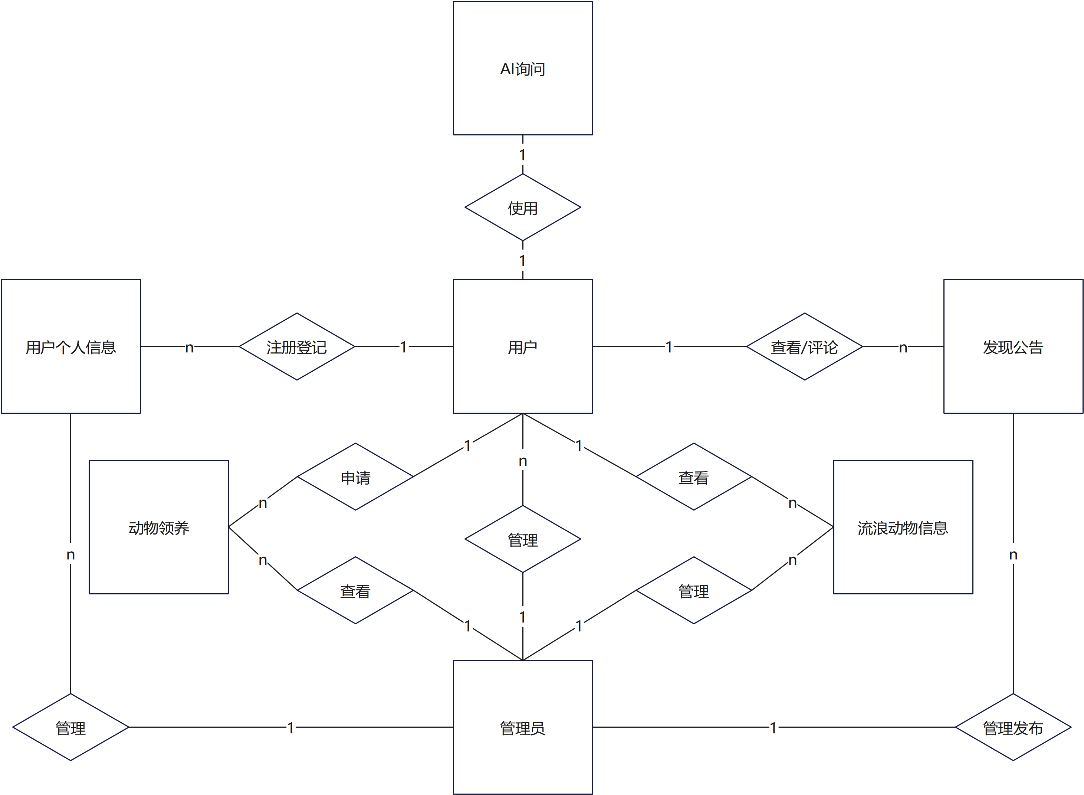 AI询问
1
使用
1
用户个人信息
n
注册登记
1
用户
1
查看/评论
n
发现公告
1
n
1
申请
查看
n
n
动物领养
流浪动物信息
管理
n
n
n
n
查看
管理
1
1
1
管理
1
管理员
1
管理发布